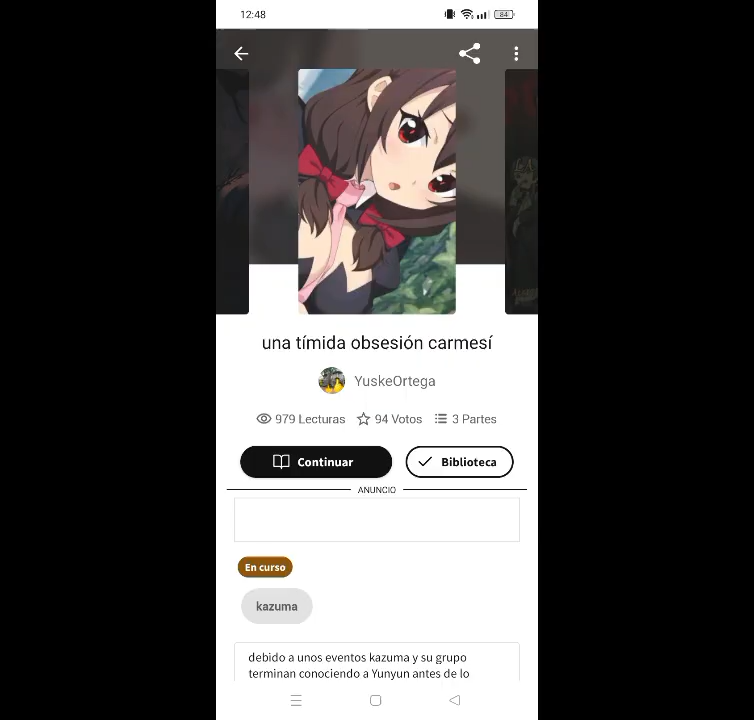 12:48
84
una tímida obsesión carmesí
YuskeOrtega
979 Lecturas 94 Votos 3 Partes
Continuar Biblioteca
ANUNCIO
En curso
kazuma
debido a unos eventos kazuma y su grupo
terminan conociendo a Yunyun antes de lo